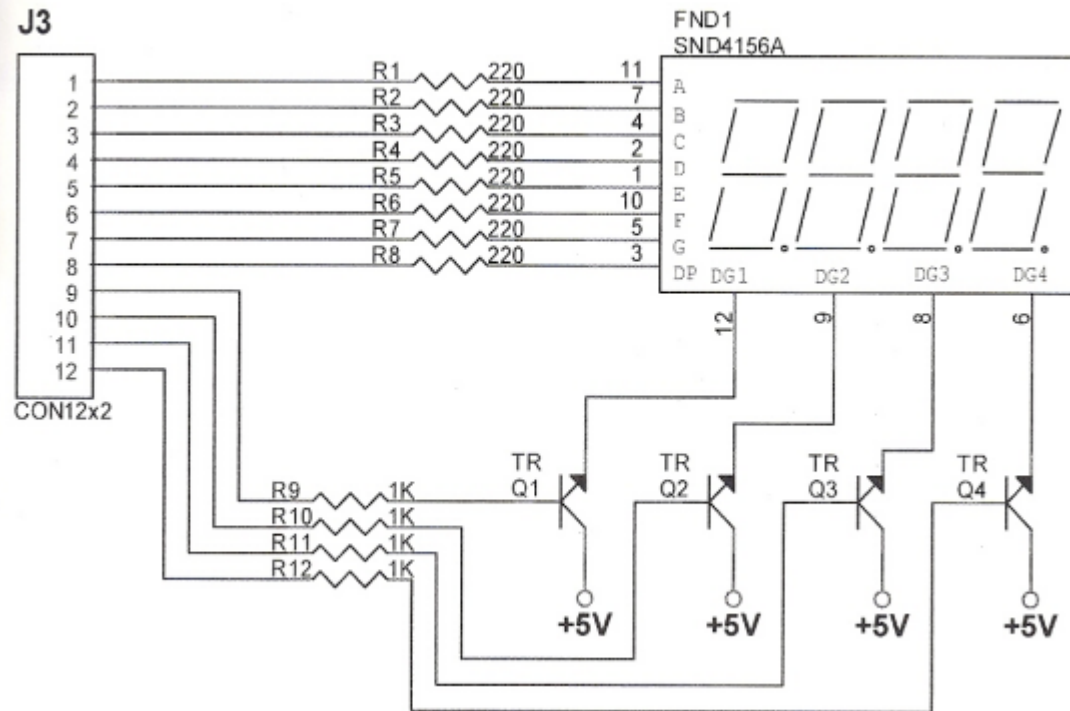 J3
FND1
SND4156A
1 R1 220 11 A
2 R2 220 7 B
3 R3 220 4 C
4 R4 220 2 D
5 R5 220 1 E
6 R6 220 10 F
7 R7 220 5 G
8 R8 220 3 DP DG1 DG2 DG3 DG4
9
10
11
12
12 9 8 6
CON12x2
TR TR TR TR
Q1 Q2 Q3 Q4
R9 1K
R10 1K
R11 1K
R12 1K
+5V +5V +5V +5V